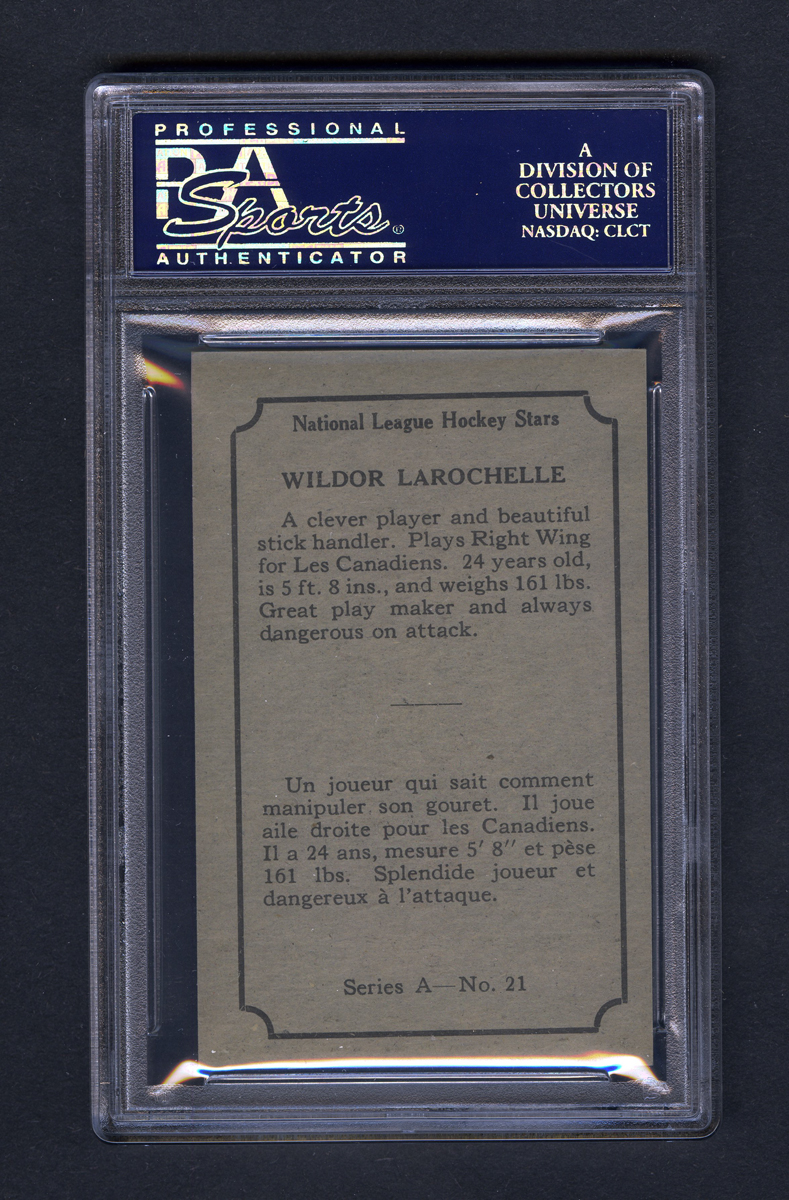 PROFESSIONAL
PSA
Sports®
AUTHENTICATOR
A
DIVISION OF
COLLECTORS
UNIVERSE
NASDAQ: CLCT
National League Hockey Stars
WILDOR LAROCHELLE
A clever player and beautiful
stick handler. Plays Right Wing
for Les Canadiens. 24 years old,
is 5 ft. 8 ins., and weighs 161 lbs.
Great play maker and always
dangerous on attack.
Un joueur qui sait comment
manipuler son gouret. Il joue
aile droite pour les Canadiens.
Il a 24 ans, mesure 5′ 8″ et pèse
161 lbs. Splendide joueur et
dangereux à l'attaque.
Series A—No. 21